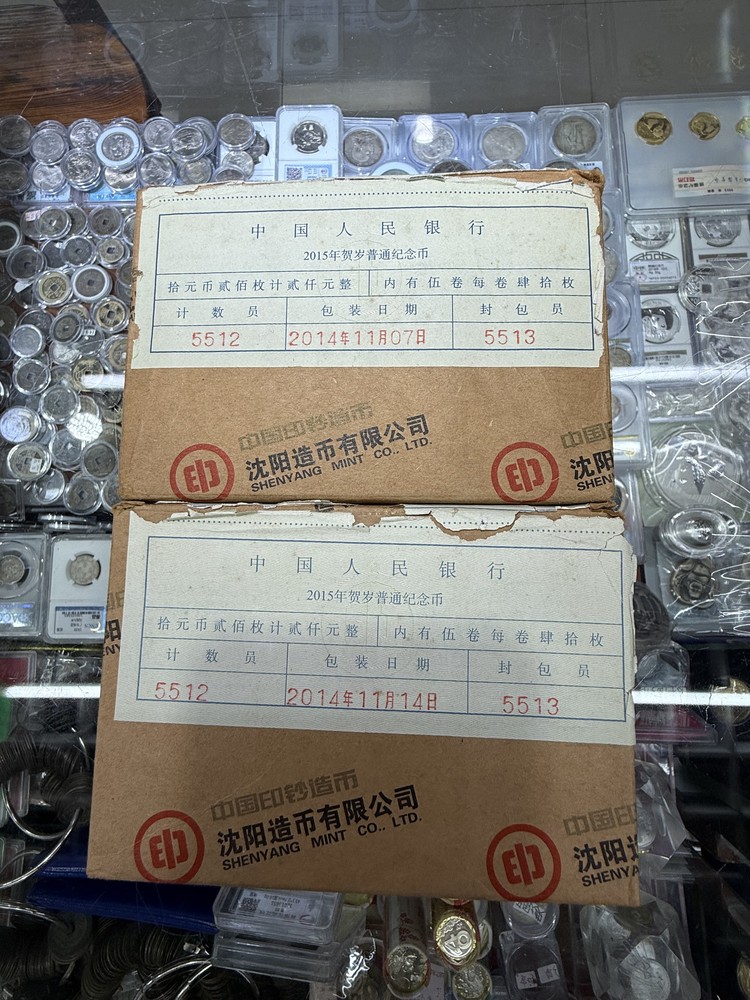 中国人民银行
2015年贺岁普通纪念币
拾元币贰佰枚计贰仟元整 内有伍卷每卷肆拾枚
计数员 包装日期 封包员
5512 2014年11月07日 5513
中国印钞造币
沈阳造币有限公司
SHENYANG MINT CO., LTD.
中国印
沈阳
SHEN
中国人民银行
2015年贺岁普通纪念币
拾元币贰佰枚计贰仟元整 内有伍卷每卷肆拾枚
计数员 包装日期 封包员
5512 2014年11月14日 5513
中国印钞造币
沈阳造币有限公司
SHENYANG MINT CO., LTD.
中国印
沈阳
SHENYA